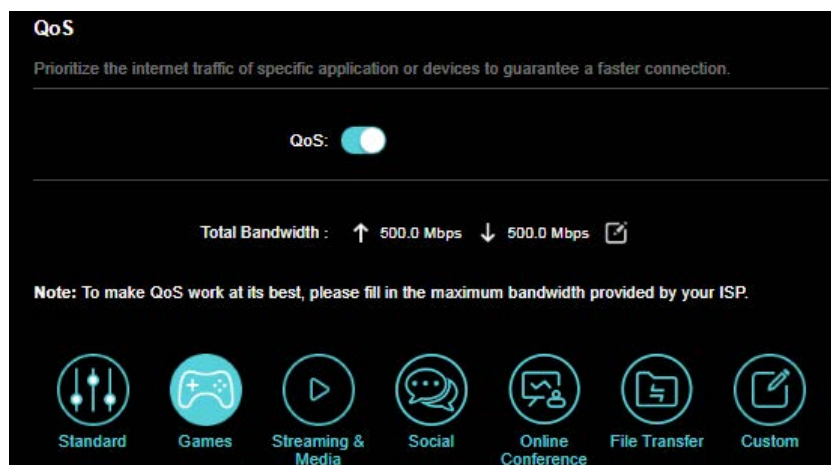 QoS
Prioritize the internet traffic of specific application or devices to guarantee a faster connection.
QoS:
Total Bandwidth : ↑ 500.0 Mbps ↓ 500.0 Mbps
Note: To make QoS work at its best, please fill in the maximum bandwidth provided by your ISP.
Standard Games Streaming & Media Social Online Conference File Transfer Custom